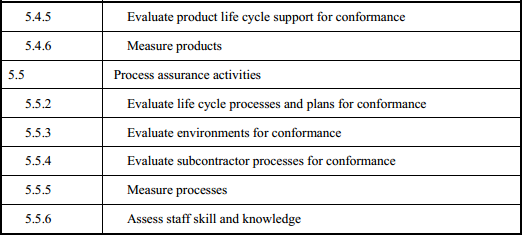 5.4.5 Evaluate product life cycle support for conformance
5.4.6 Measure products
5.5 Process assurance activities
5.5.2 Evaluate life cycle processes and plans for conformance
5.5.3 Evaluate environments for conformance
5.5.4 Evaluate subcontractor processes for conformance
5.5.5 Measure processes
5.5.6 Assess staff skill and knowledge